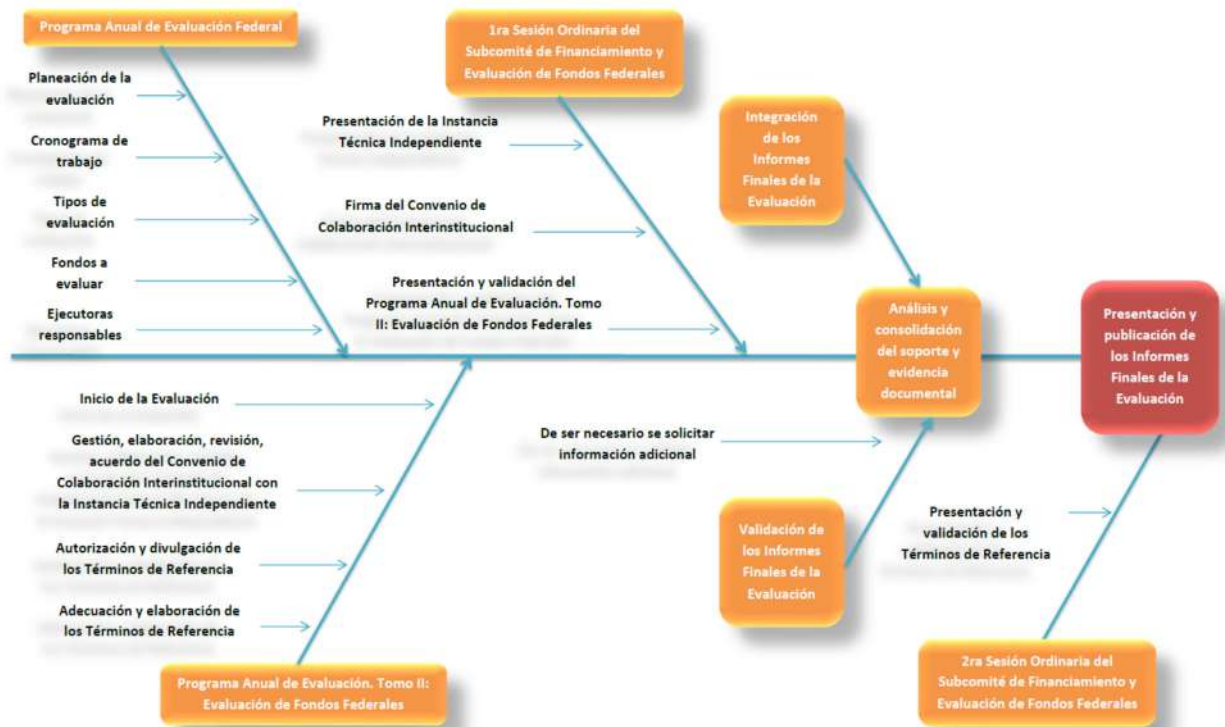 Programa Anual de Evaluación Federal
Planeación de la
evaluación
Cronograma de
trabajo
Tipos de
evaluación
Fondos a
evaluar
Ejecutoras
responsables
1ra Sesión Ordinaria del
Subcomité de Financiamiento y
Evaluación de Fondos Federales
Presentación de la Instancia
Técnica Independiente
Firma del Convenio de
Colaboración Interinstitucional
Presentación y validación del
Programa Anual de Evaluación. Tomo
II: Evaluación de Fondos Federales
Integración
de los
Informes
Finales de la
Evaluación
Análisis y
consolidación
del soporte y
evidencia
documental
Presentación y
publicación de
los Informes
Finales de la
Evaluación
Inicio de la Evaluación
Gestión, elaboración, revisión,
acuerdo del Convenio de
Colaboración Interinstitucional con
la Instancia Técnica Independiente
Autorización y divulgación de
los Términos de Referencia
Adecuación y elaboración de
los Términos de Referencia
Programa Anual de Evaluación. Tomo II:
Evaluación de Fondos Federales
De ser necesario se solicitar
información adicional
Validación de
los Informes
Finales de la
Evaluación
Presentación y
validación de los
Términos de Referencia
2ra Sesión Ordinaria del
Subcomité de Financiamiento y
Evaluación de Fondos Federales